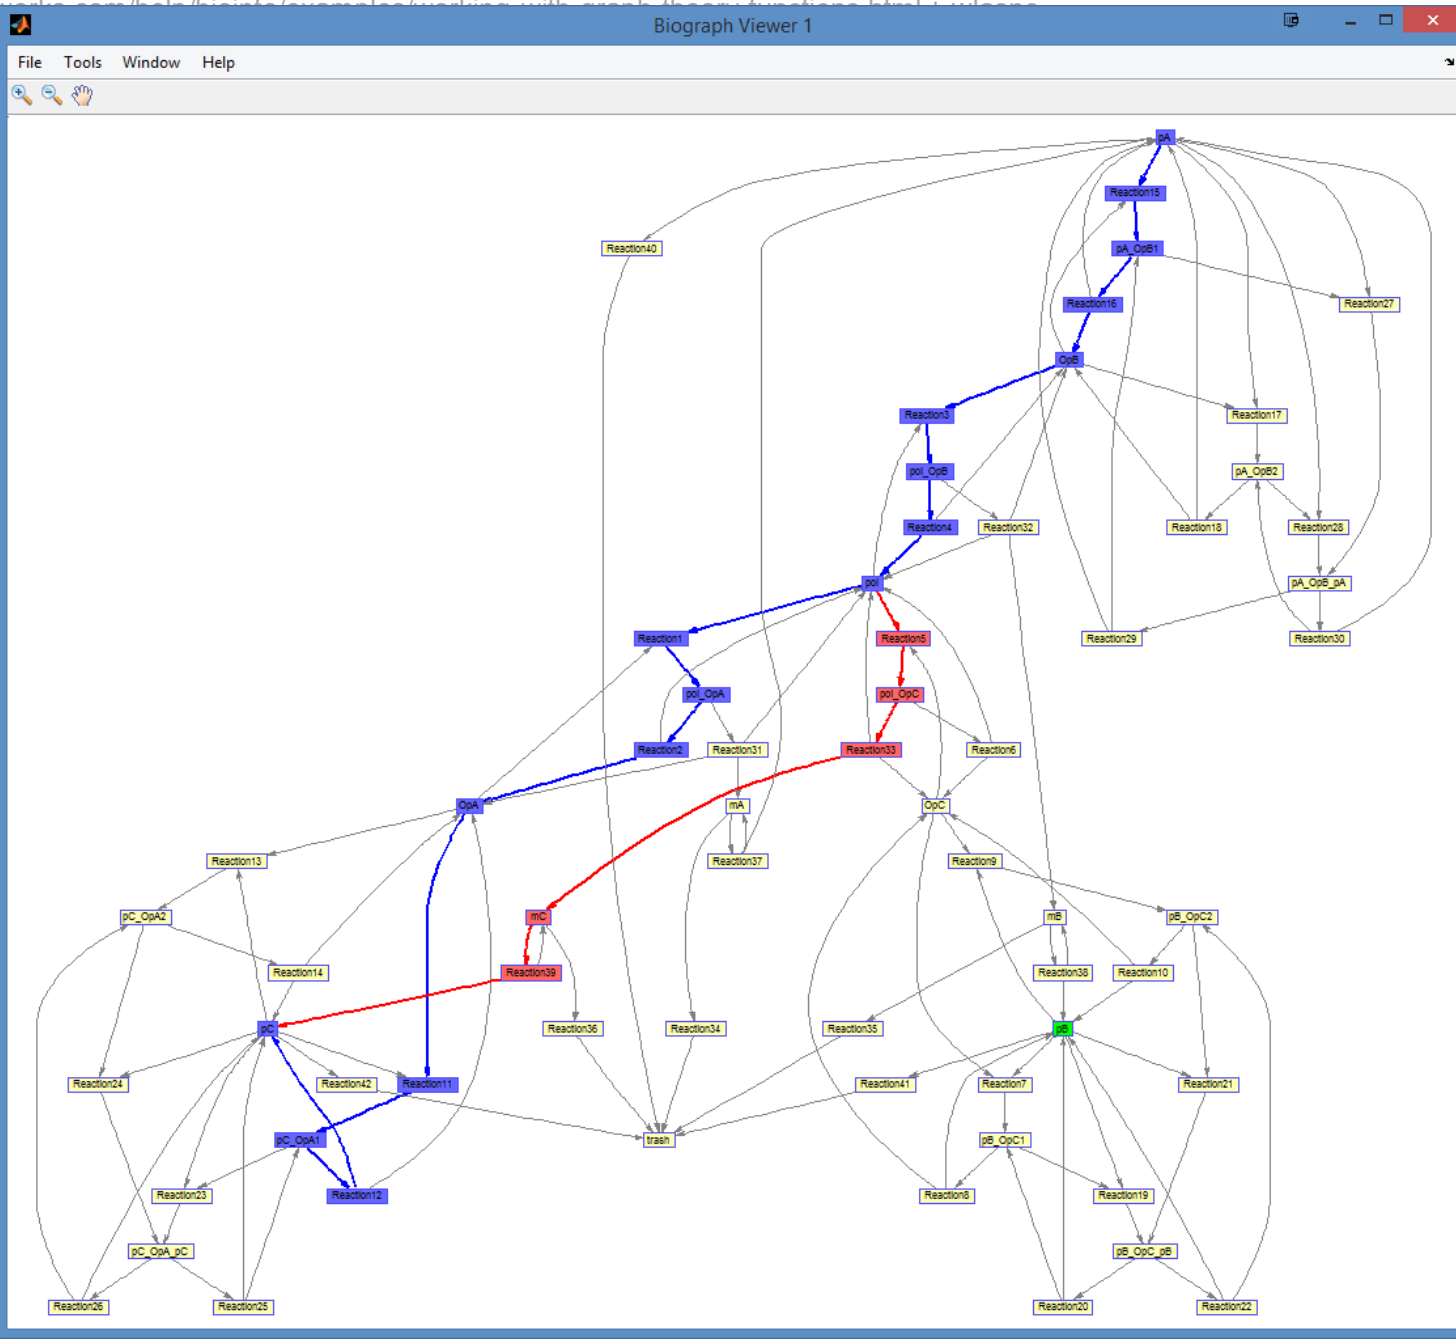 Biograph Viewer 1
File Tools Window Help
pA
Reaction15
Reaction40
pA_OpB1
Reaction16
Reaction27
OpB
Reaction3
Reaction17
pol_OpB
pA_OpB2
Reaction4
Reaction32
Reaction18
Reaction28
pol
pA_OpB_pA
Reaction1
Reaction5
Reaction29
Reaction30
pol_OpA
pol_OpC
Reaction2
Reaction31
Reaction33
Reaction6
OpA
mA
OpC
Reaction13
Reaction37
Reaction9
pC_OpA2
mC
mB
pB_OpC2
Reaction14
Reaction39
Reaction38
Reaction10
pC
Reaction36
Reaction34
Reaction35
pB
Reaction24
Reaction42
Reaction11
Reaction41
Reaction7
Reaction21
pC_OpA1
trash
pB_OpC1
Reaction23
Reaction12
Reaction8
Reaction19
pC_OpA_pC
pB_OpC_pB
Reaction26
Reaction25
Reaction20
Reaction22